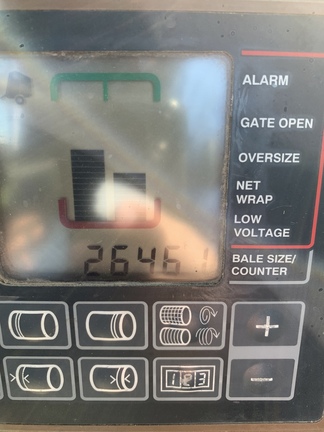 ALARM
GATE OPEN
OVERSIZE
NET
WRAP
LOW
VOLTAGE
2646
BALE SIZE/
COUNTER
+
123
-